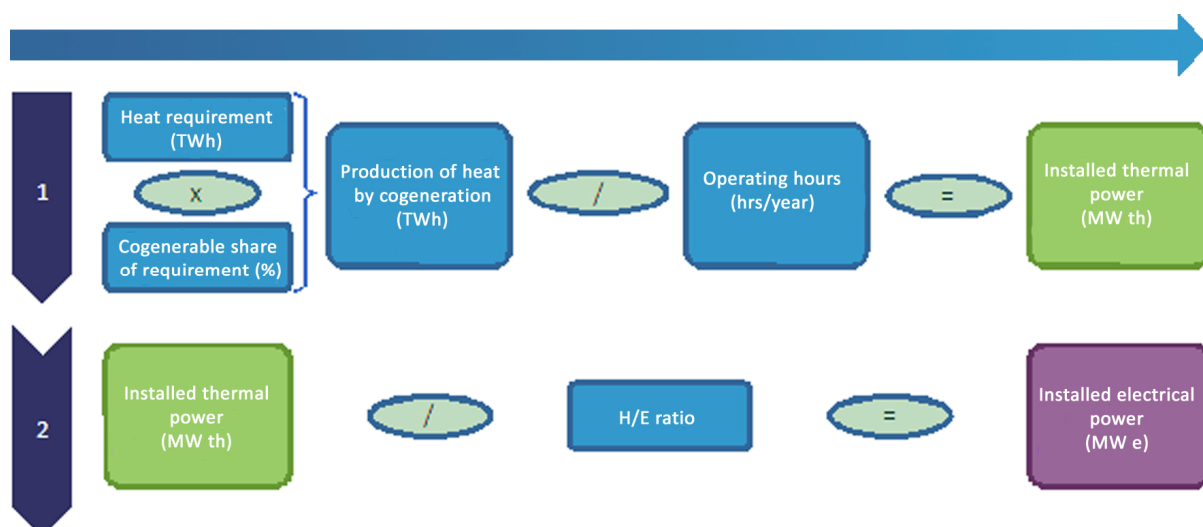 1
Heat requirement
(TWh)
x
Cogenerable share
of requirement (%)
Production of heat
by cogeneration
(TWh)
/
Operating hours
(hrs/year)
=
Installed thermal
power
(MW th)
2
Installed thermal
power
(MW th)
/
H/E ratio
=
Installed electrical
power
(MW e)